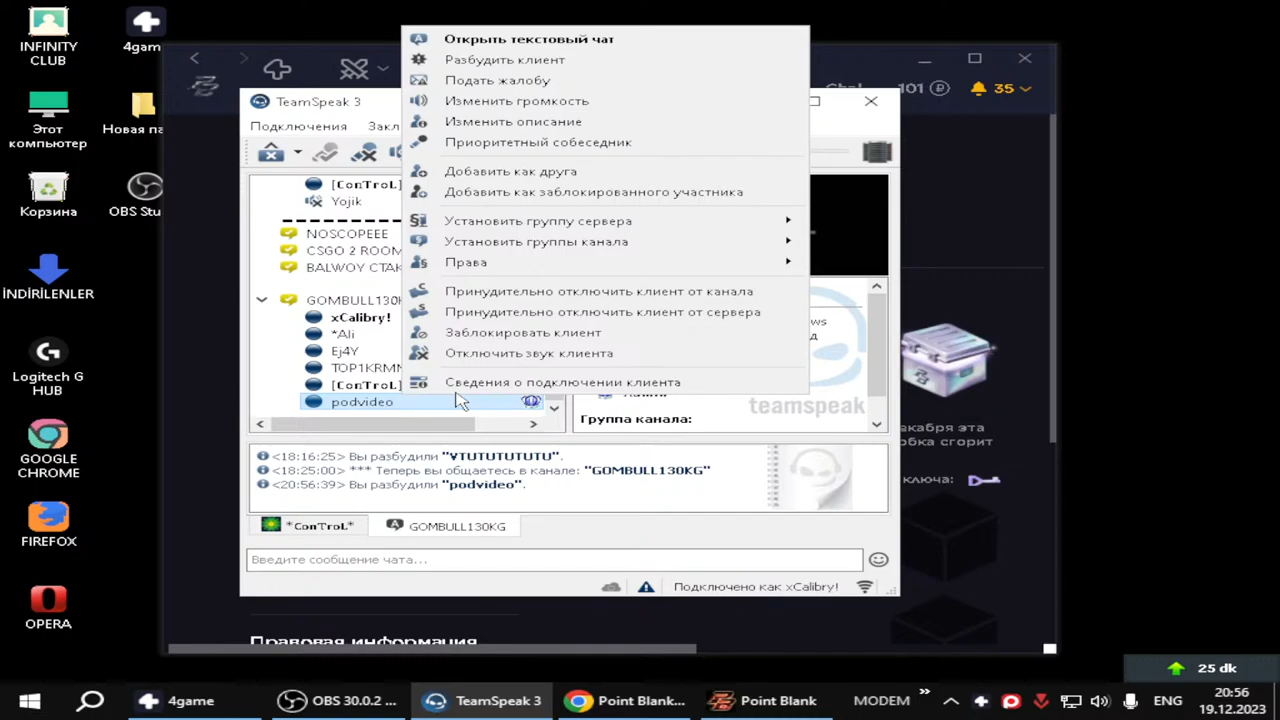 INFINITY
CLUB
4game
Этот
компьютер
Новая па
Корзина
OBS Stu
İNDİRİLENLER
Logitech G
HUB
GOOGLE
CHROME
FIREFOX
OPERA
101
35
TeamSpeak 3
Подключения Закл
[ConTroL]
Yojik
NOSCOPEEE
CSGO 2 ROOM
BALWOY CTAK
GOMBULL130K
xCalibry!
*Ali
Ej4Y
TOP1KRMN
[ConTroL]
podvideo
Открыть текстовый чат
Разбудить клиент
Подать жалобу
Изменить громкость
Изменить описание
Приоритетный собеседник
Добавить как друга
Добавить как заблокированного участника
Установить группу сервера
Установить группы канала
Права
Принудительно отключить клиент от канала
Принудительно отключить клиент от сервера
Заблокировать клиент
Отключить звук клиента
Сведения о подключении клиента
ws
д
Группа канала:
teamspeak
<18:16:25> Вы разбудили "¥TUTUTUTUTU".
<18:25:00> *** Теперь вы общаетесь в канале: "GOMBULL130KG"
<20:56:39> Вы разбудили "podvideo".
*ConTroL*
GOMBULL130KG
Введите сообщение чата...
Подключено как xCalibry!
екабря эта
обка сгорит
ключа:
Правовая информация
25 dk
4game
OBS 30.0.2 ...
TeamSpeak 3
Point Blank...
Point Blank
MODEM
ENG
20:56
19.12.2023